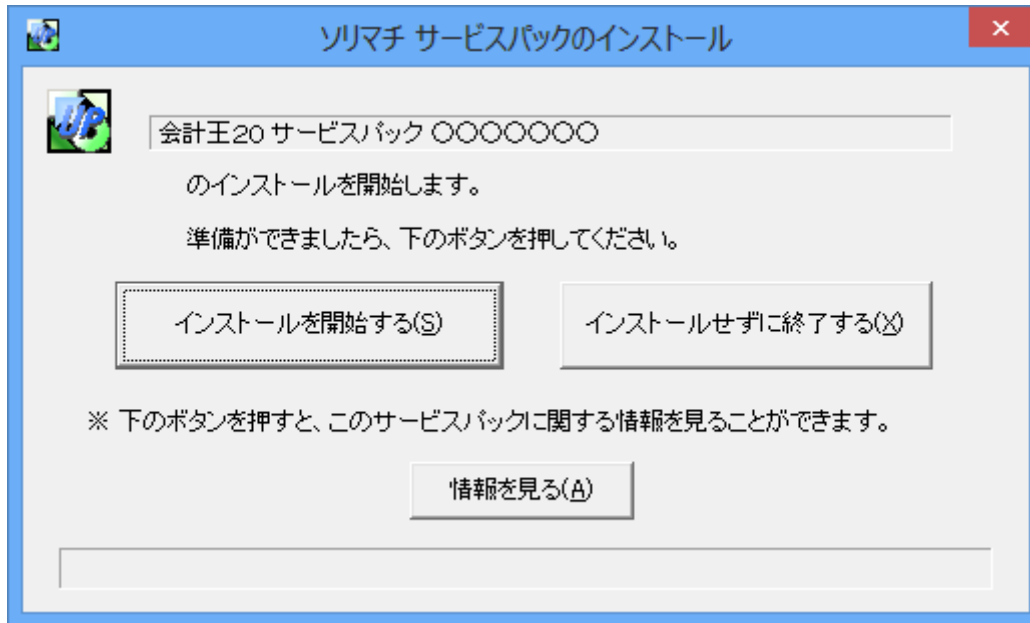 ソリマチ サービスパックのインストール
UP
会計王20 サービスパック ○○○○○○○
のインストールを開始します。
準備ができましたら、下のボタンを押してください。
インストールを開始する(S) インストールせずに終了する(X)
※ 下のボタンを押すと、このサービスパックに関する情報を見ることができます。
情報を見る(A)